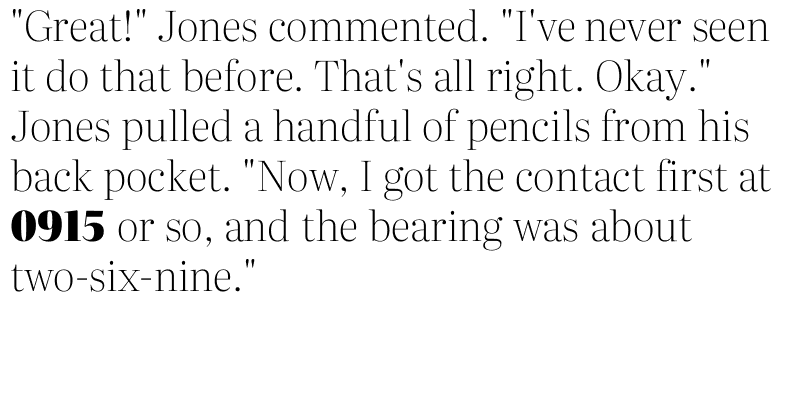 "Great!" Jones commented. "I've never seen
it do that before. That's all right. Okay."
Jones pulled a handful of pencils from his
back pocket. "Now, I got the contact first at
0915 or so, and the bearing was about
two-six-nine."